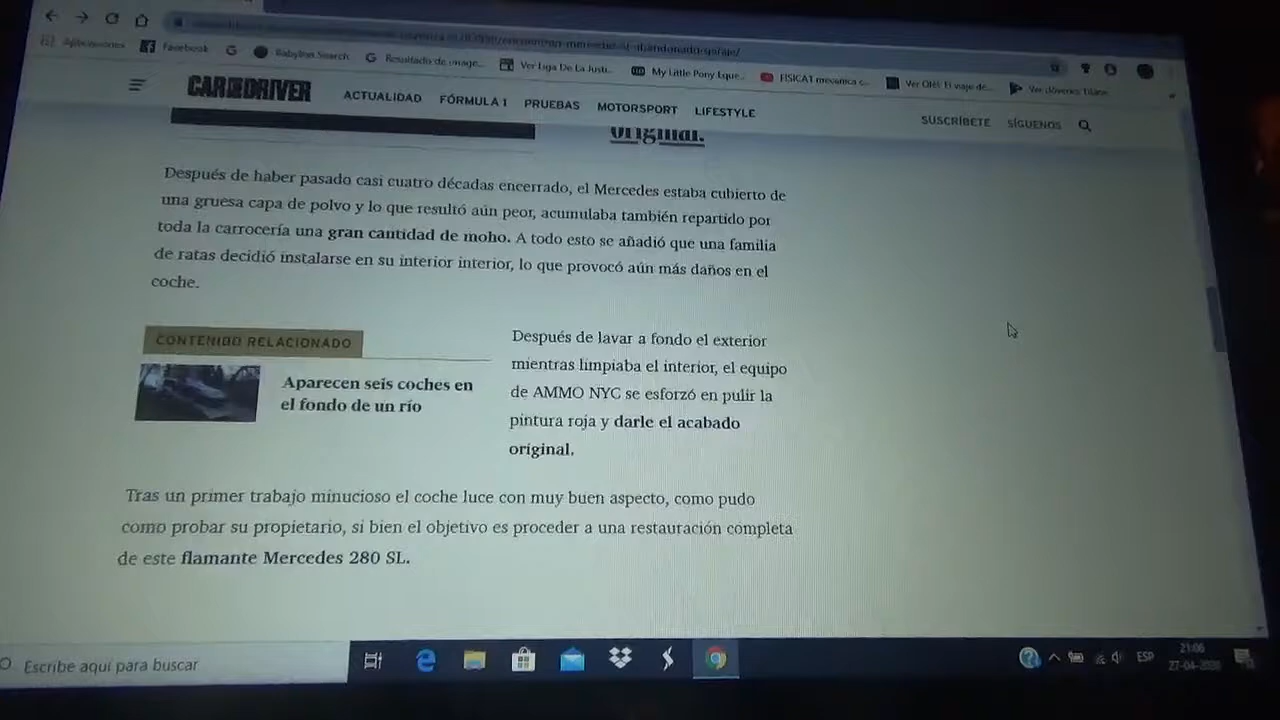 Facebook
Babylon Search
Resultado de image...
Ver Liga De La Justi...
My Little Pony Eque...
FISICA1 mecanica c...
Ver Olé! El viaje de...
CAR AND DRIVER
ACTUALIDAD FÓRMULA 1 PRUEBAS MOTORSPORT LIFESTYLE
SUSCRÍBETE SÍGUENOS
original.
Después de haber pasado casi cuatro décadas encerrado, el Mercedes estaba cubierto de
una gruesa capa de polvo y lo que resultó aún peor, acumulaba también repartido por
toda la carrocería una gran cantidad de moho. A todo esto se añadió que una familia
de ratas decidió instalarse en su interior interior, lo que provocó aún más daños en el
coche.
CONTENIDO RELACIONADO
Aparecen seis coches en
el fondo de un río
Después de lavar a fondo el exterior
mientras limpiaba el interior, el equipo
de AMMO NYC se esforzó en pulir la
pintura roja y darle el acabado
original.
Tras un primer trabajo minucioso el coche luce con muy buen aspecto, como pudo
como probar su propietario, si bien el objetivo es proceder a una restauración completa
de este flamante Mercedes 280 SL.
Escribe aquí para buscar
ESP
21:06
27-04-2020